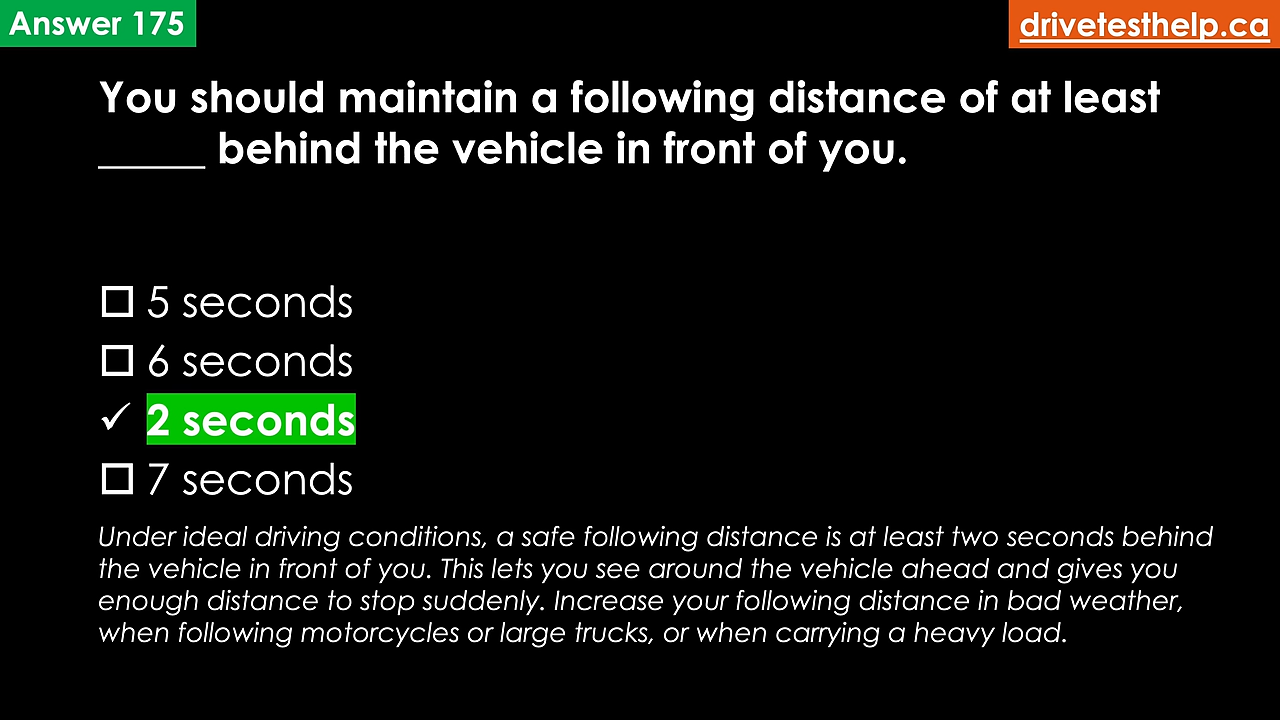 Answer 175
drivetesthelp.ca
You should maintain a following distance of at least
_____ behind the vehicle in front of you.
5 seconds
6 seconds
2 seconds
7 seconds
Under ideal driving conditions, a safe following distance is at least two seconds behind
the vehicle in front of you. This lets you see around the vehicle ahead and gives you
enough distance to stop suddenly. Increase your following distance in bad weather,
when following motorcycles or large trucks, or when carrying a heavy load.